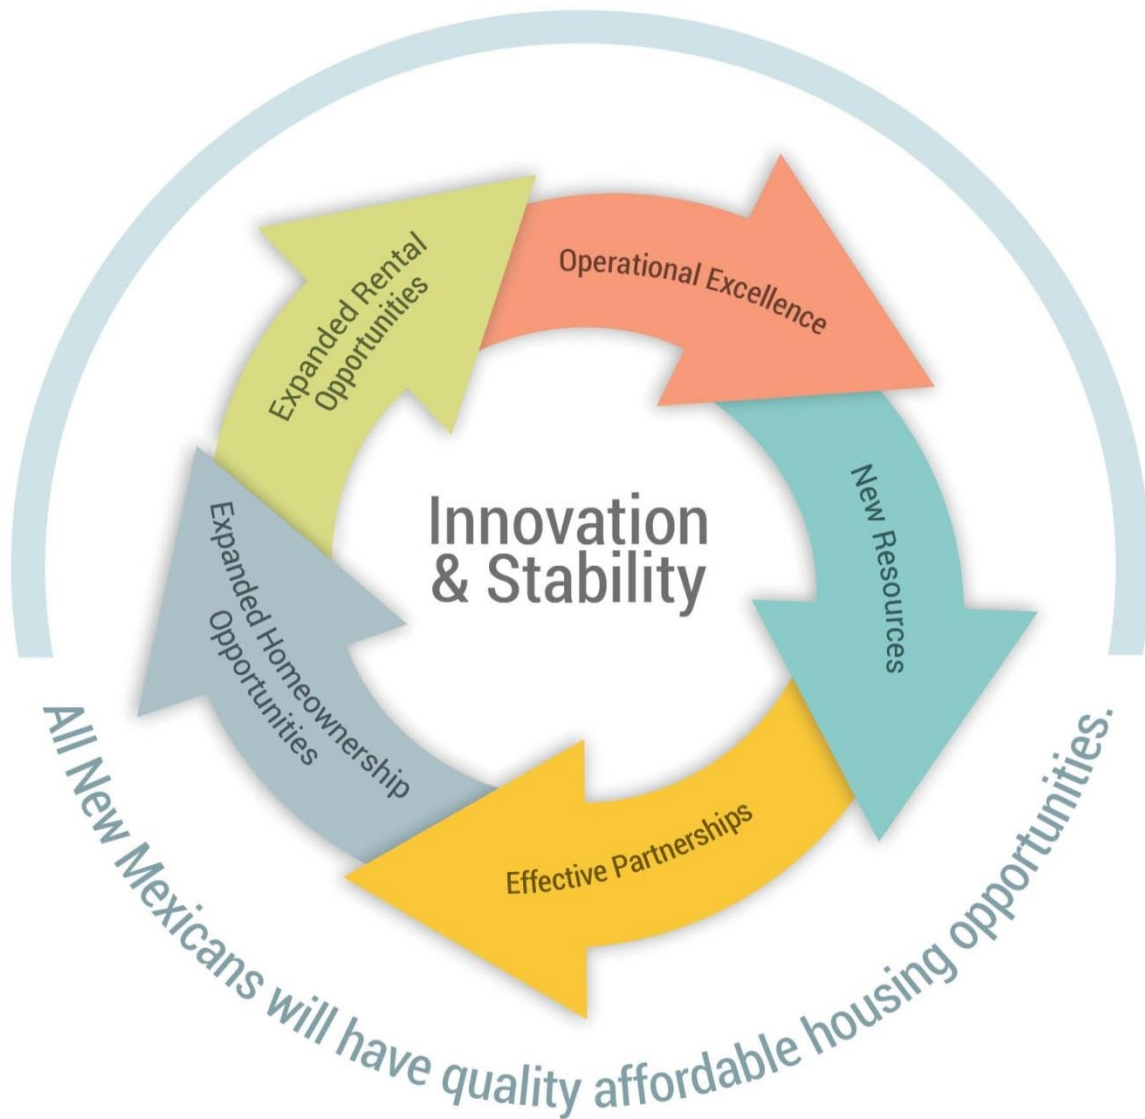 Operational Excellence
New Resources
Effective Partnerships
Expanded Homeownership
Opportunities
Expanded Rental
Opportunities
Innovation
& Stability
All New Mexicans will have quality affordable housing opportunities.